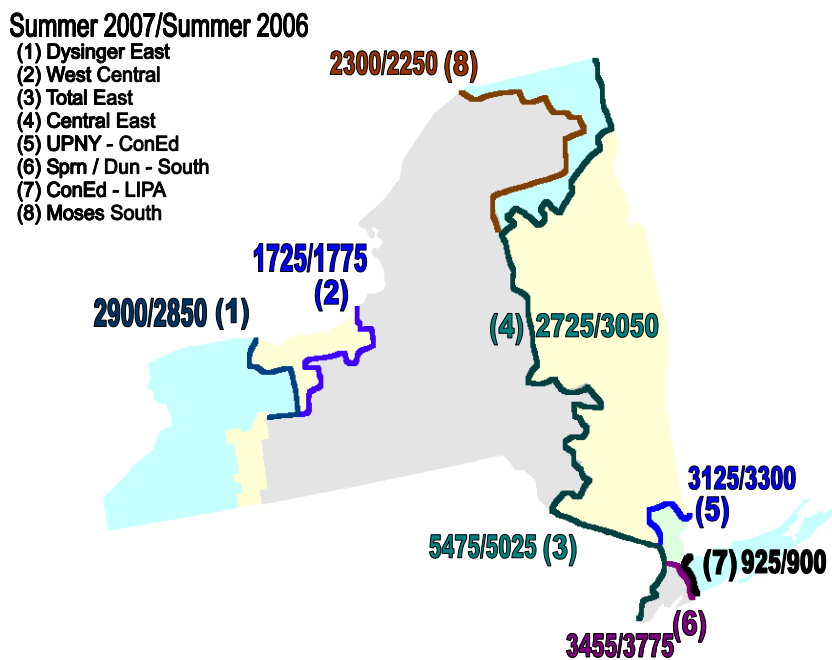 Summer 2007/Summer 2006
(1) Dysinger East
(2) West Central
(3) Total East
(4) Central East
(5) UPNY - ConEd
(6) Sprn / Dun - South
(7) ConEd - LIPA
(8) Moses South
2300/2250 (8)
1725/1775
(2)
2900/2850 (1)
(4) 2725/3050
3125/3300
(5)
5475/5025 (3)
(7) 925/900
(6)
3455/3775